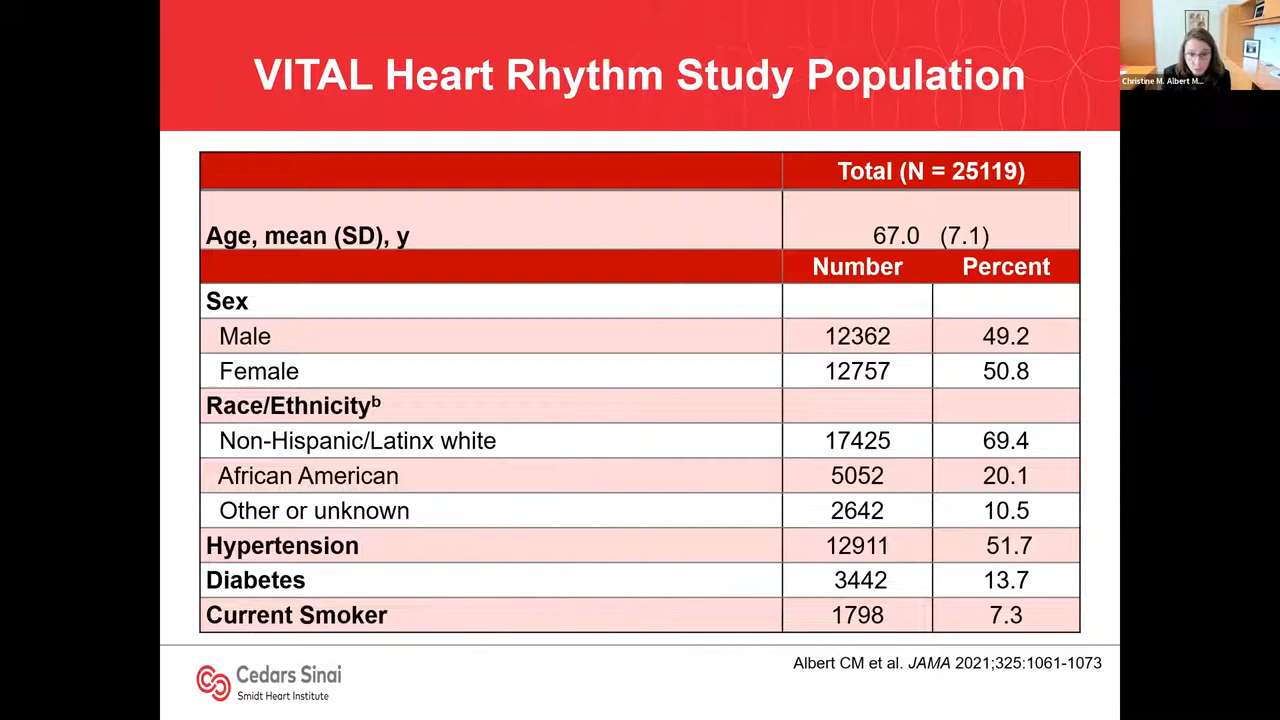 VITAL Heart Rhythm Study Population
Christine M. Albert M...
Total (N = 25119)
Age, mean (SD), y 67.0 (7.1)
Number Percent
Sex
Male 12362 49.2
Female 12757 50.8
Race/Ethnicityᵇ
Non-Hispanic/Latinx white 17425 69.4
African American 5052 20.1
Other or unknown 2642 10.5
Hypertension 12911 51.7
Diabetes 3442 13.7
Current Smoker 1798 7.3
Albert CM et al. JAMA 2021;325:1061-1073
Cedars Sinai
Smidt Heart Institute